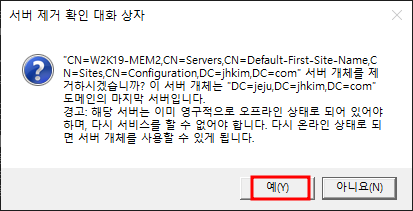 서버 제거 확인 대화 상자
"CN=W2K19-MEM2,CN=Servers,CN=Default-First-Site-Name,C
N=Sites,CN=Configuration,DC=jhkim,DC=com" 서버 개체를 제
거하시겠습니까? 이 서버 개체는 "DC=jeju,DC=jhkim,DC=com"
도메인의 마지막 서버입니다.
경고: 해당 서버는 이미 영구적으로 오프라인 상태로 되어 있어야
하며, 다시 서비스를 할 수 없어야 합니다. 다시 온라인 상태로 되
면 서버 개체를 사용할 수 있게 됩니다.
예(Y)
아니요(N)